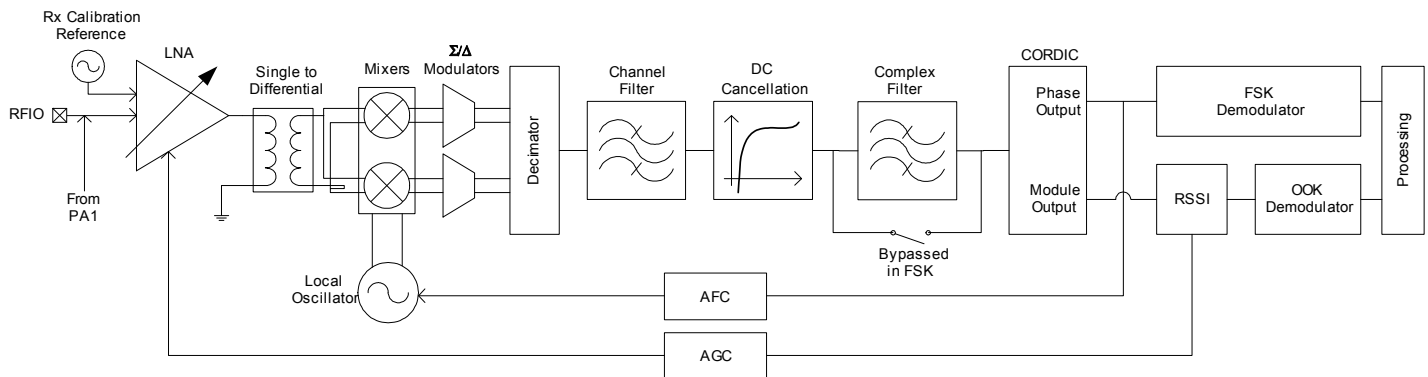 Rx Calibration
Reference
LNA
Single to
Differential
Mixers
Σ/Δ
Modulators
Channel
Filter
DC
Cancellation
Complex
Filter
CORDIC
Phase
Output
FSK
Demodulator
RFIO
Decimator
Processing
From
PA1
Module
Output
RSSI
OOK
Demodulator
Bypassed
in FSK
Local
Oscillator
AFC
AGC